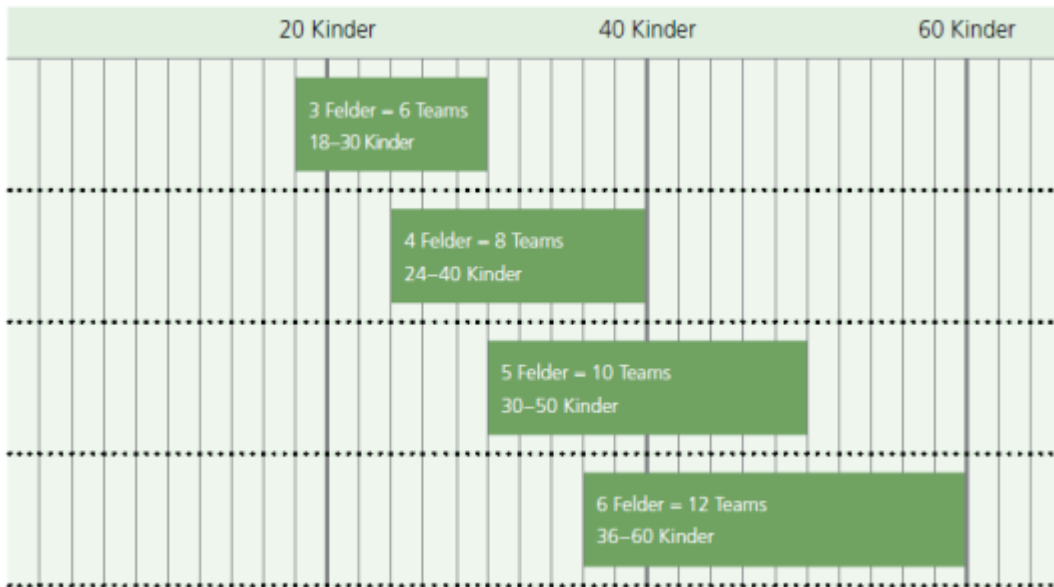 20 Kinder 40 Kinder 60 Kinder
3 Felder = 6 Teams
18–30 Kinder
4 Felder = 8 Teams
24–40 Kinder
5 Felder = 10 Teams
30–50 Kinder
6 Felder = 12 Teams
36–60 Kinder